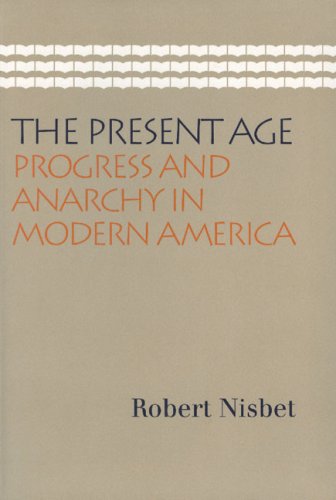 THE PRESENT AGE
PROGRESS AND
ANARCHY IN
MODERN AMERICA
Robert Nisbet